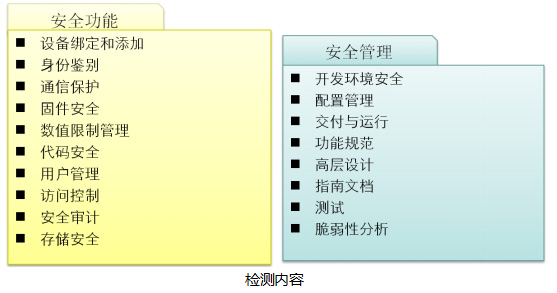 安全功能
■ 设备绑定和添加
■ 身份鉴别
■ 通信保护
■ 固件安全
■ 数值限制管理
■ 代码安全
■ 用户管理
■ 访问控制
■ 安全审计
■ 存储安全
安全管理
■ 开发环境安全
■ 配置管理
■ 交付与运行
■ 功能规范
■ 高层设计
■ 指南文档
■ 测试
■ 脆弱性分析
检测内容